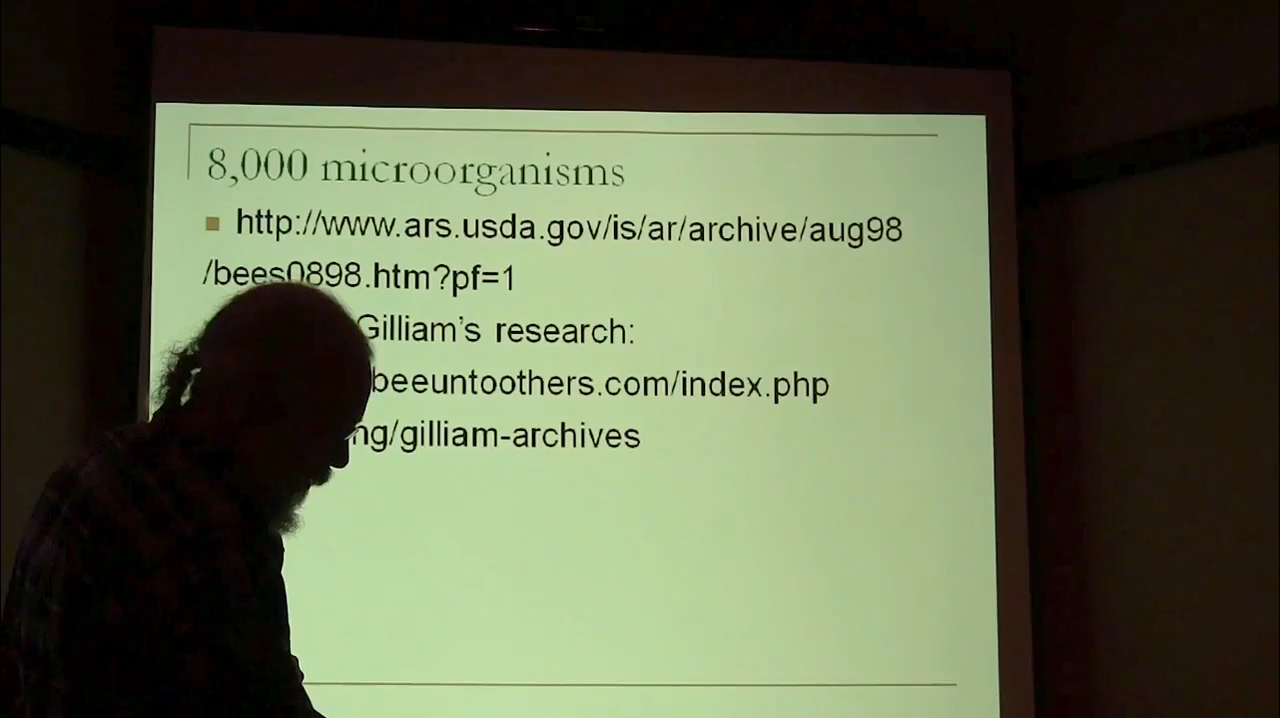 8,000 microorganisms
http://www.ars.usda.gov/is/ar/archive/aug98
/bees0898.htm?pf=1
Gilliam's research:
beeuntoothers.com/index.php
ng/gilliam-archives